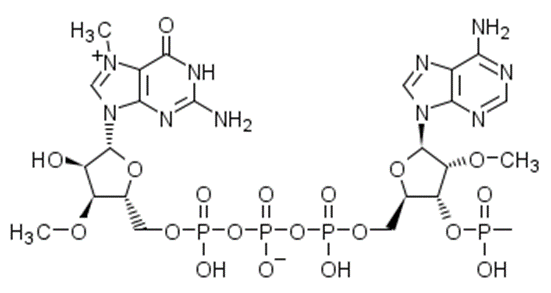 H₃C O NH₂
N⁺ NH N N
N N NH₂ N N
HO O O O–CH₃
H₃C–O O O O
O–P–O–P–O–P–O O–P
OH O⁻ OH OH